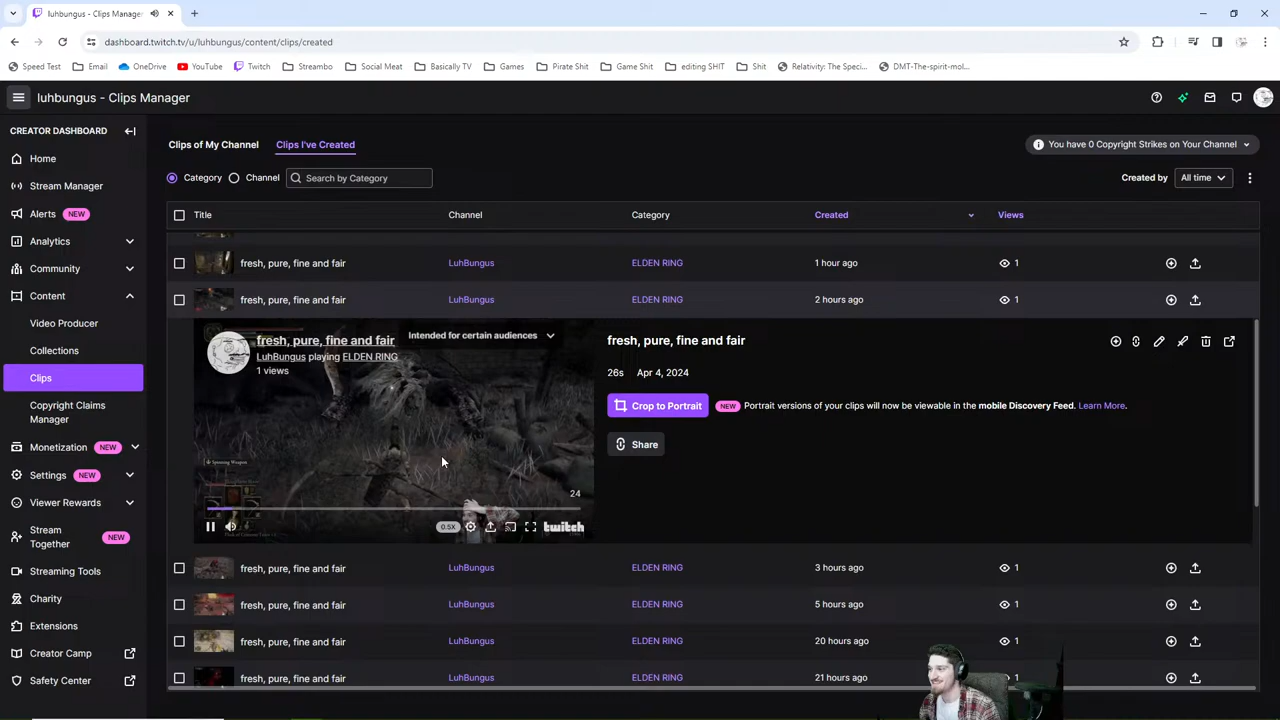 luhbungus - Clips Manager
dashboard.twitch.tv/u/luhbungus/content/clips/created
Speed Test Email OneDrive YouTube Twitch Streambo Social Meat Basically TV Games Pirate Shit Game Shit editing SHIT Shit Relativity: The Speci... DMT-The-spirit-mol...
luhbungus - Clips Manager
CREATOR DASHBOARD
Home
Stream Manager
Alerts NEW
Analytics
Community
Content
Video Producer
Collections
Clips
Copyright Claims
Manager
Monetization NEW
Settings NEW
Viewer Rewards
Stream
Together NEW
Streaming Tools
Charity
Extensions
Creator Camp
Safety Center
Clips of My Channel Clips I've Created
You have 0 Copyright Strikes on Your Channel
Category Channel Search by Category
Created by All time
Title Channel Category Created Views
fresh, pure, fine and fair LuhBungus ELDEN RING 1 hour ago 1
fresh, pure, fine and fair LuhBungus ELDEN RING 2 hours ago 1
fresh, pure, fine and fair
Intended for certain audiences
LuhBungus playing ELDEN RING
1 views
Spinning Weapon
24
0.5X
twitch
fresh, pure, fine and fair
26s Apr 4, 2024
Crop to Portrait NEW Portrait versions of your clips will now be viewable in the mobile Discovery Feed. Learn More.
Share
fresh, pure, fine and fair LuhBungus ELDEN RING 3 hours ago 1
fresh, pure, fine and fair LuhBungus ELDEN RING 5 hours ago 1
fresh, pure, fine and fair LuhBungus ELDEN RING 20 hours ago 1
fresh, pure, fine and fair LuhBungus ELDEN RING 21 hours ago 1